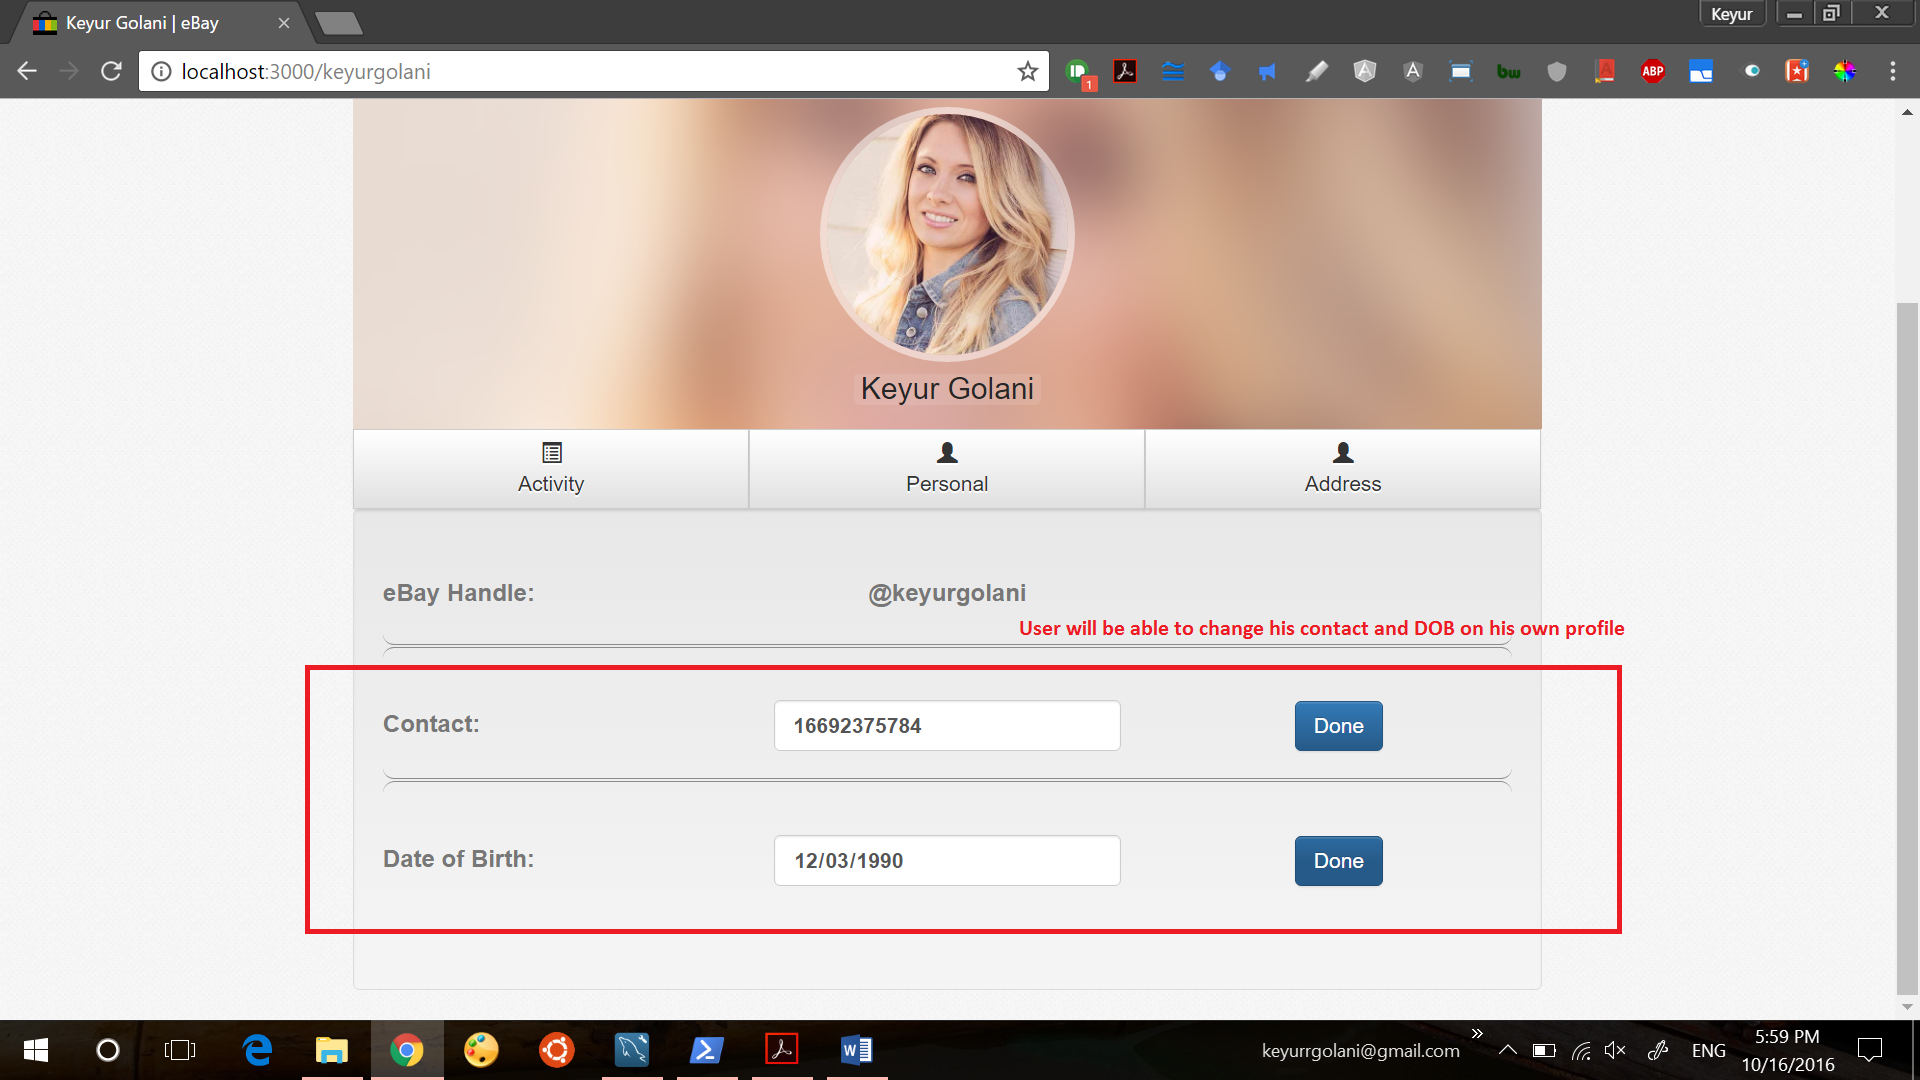 Keyur Golani | eBay
Keyur
localhost:3000/keyurgolani
1
bw
ABP
Keyur Golani
Activity
Personal
Address
eBay Handle:
@keyurgolani
User will be able to change his contact and DOB on his own profile
Contact:
16692375784
Done
Date of Birth:
12/03/1990
Done
keyurrgolani@gmail.com
ENG
5:59 PM
10/16/2016